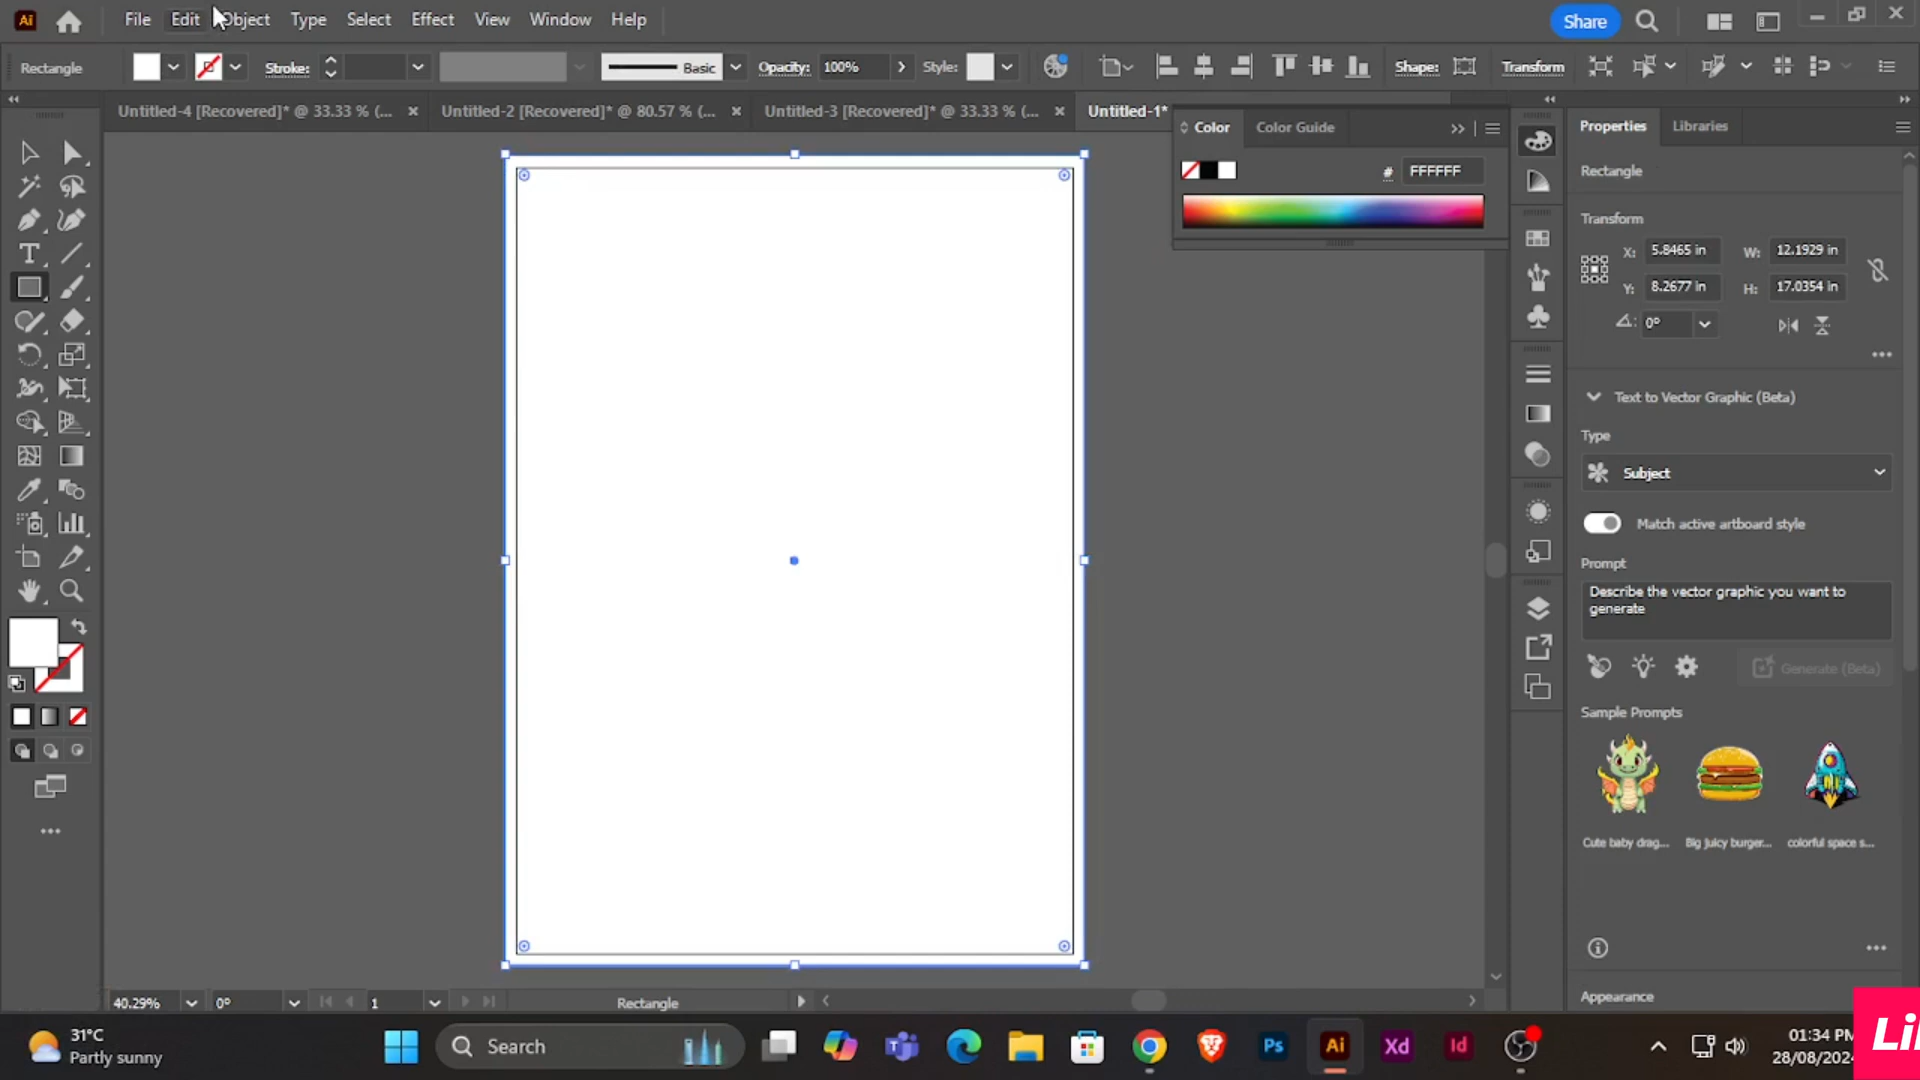 Ai File Edit Object Type Select Effect View Window Help Share
Rectangle Stroke: Basic Opacity: 100% Style: Shape: Transform
Untitled-4 [Recovered]* @ 33.33 % (... Untitled-2 [Recovered]* @ 80.57 % (... Untitled-3 [Recovered]* @ 33.33 % (... Untitled-1*
Color Color Guide
# FFFFFF
Properties Libraries
Rectangle
Transform
X: 5.8465 in W: 12.1929 in
Y: 8.2677 in H: 17.0354 in
0°
Text to Vector Graphic (Beta)
Type
Subject
Match active artboard style
Prompt
Describe the vector graphic you want to
generate
Generate (Beta)
Sample Prompts
Cute baby drag... Big juicy burger... colorful space s...
Appearance
40.29% 0° 1 Rectangle
31°C
Partly sunny
Search
Ps Ai Xd Id
01:34 PM
28/08/2024